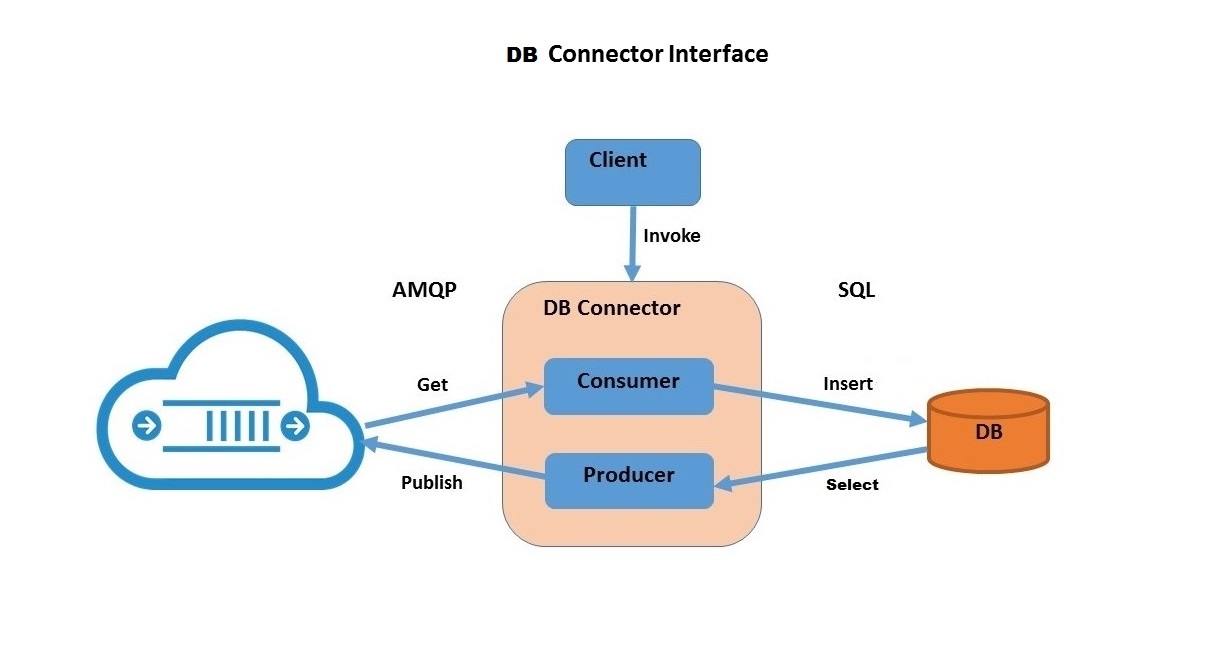 DB Connector Interface
Client
Invoke
AMQP
SQL
DB Connector
Get
Consumer
Insert
DB
Publish
Producer
Select